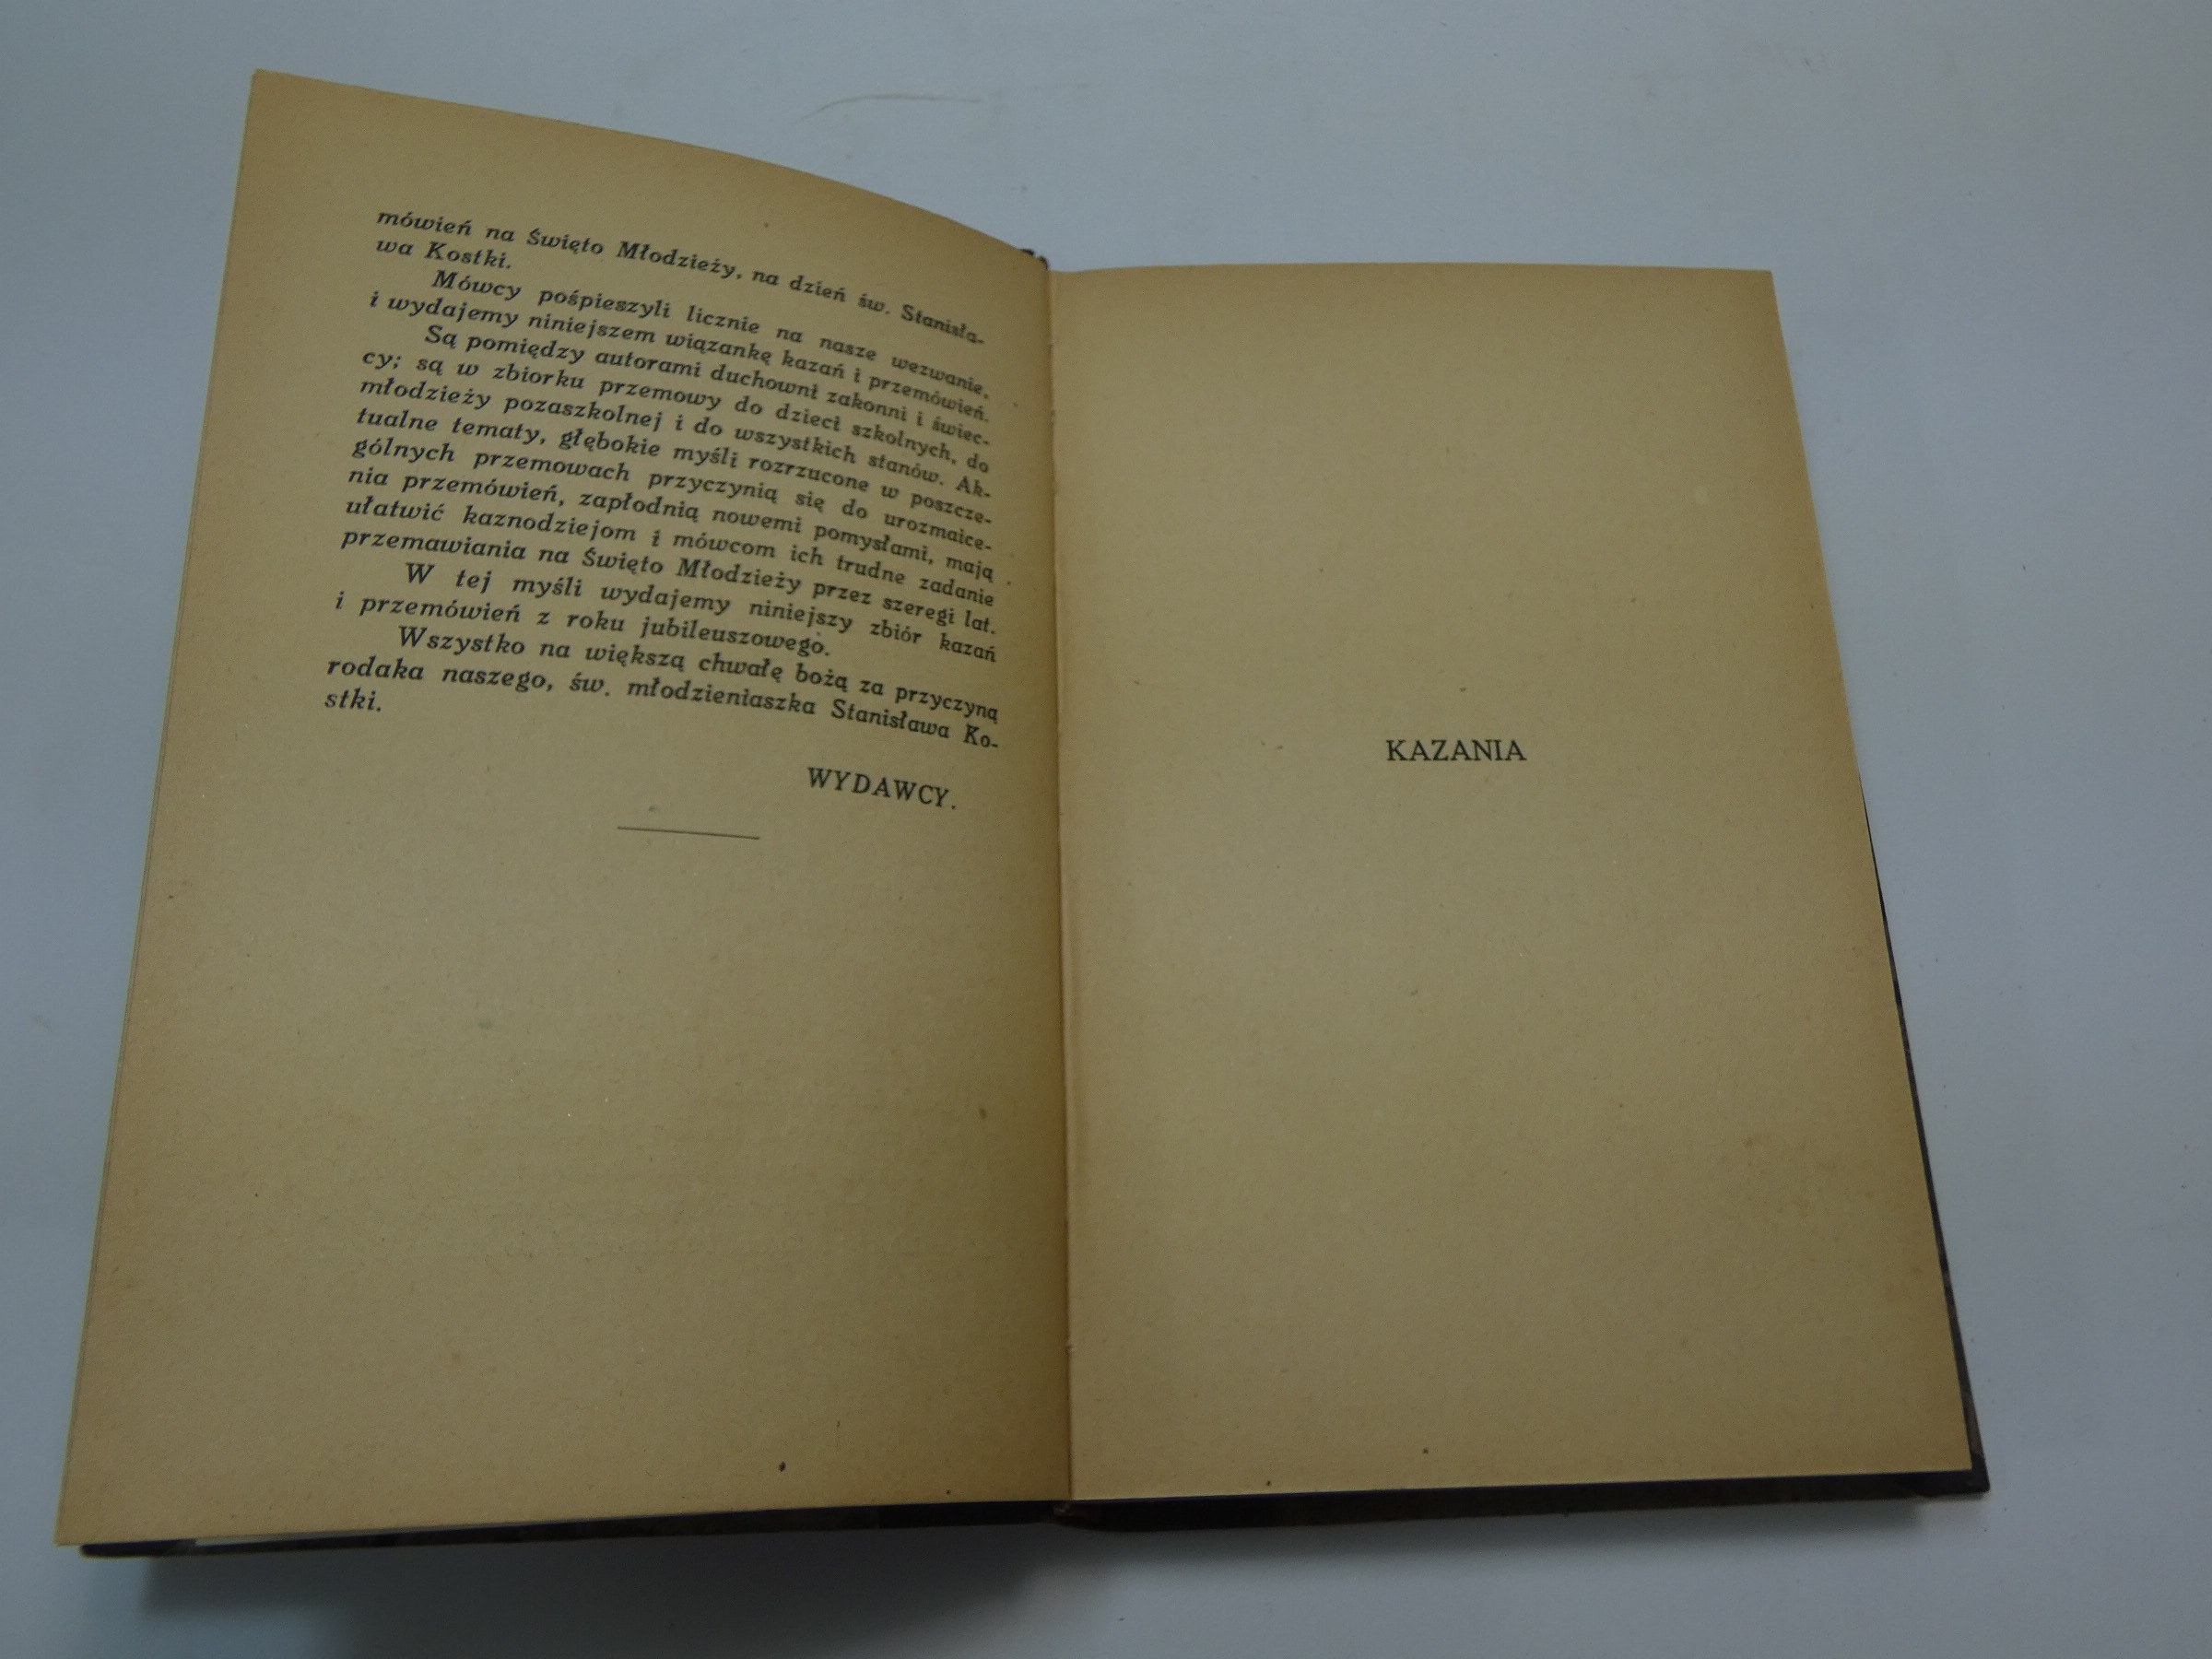 mówień na Święto Młodzieży, na dzień św. Stanisła-
wa Kostki.
Mówcy pośpieszyli licznie na nasze wezwanie,
i wydajemy niniejszem wiązankę kazań i przemówień.
Są pomiędzy autorami duchowni zakonni i świec-
cy; są w zbiorku przemowy do dzieci szkolnych, do
młodzieży pozaszkolnej i do wszystkich stanów. Ak-
tualne tematy, głębokie myśli rozrzucone w poszcze-
gólnych przemowach przyczynią się do urozmaice-
nia przemówień, zapłodnią nowemi pomysłami, mają
ułatwić kaznodziejom i mówcom ich trudne zadanie
przemawiania na Święto Młodzieży przez szeregi lat.
W tej myśli wydajemy niniejszy zbiór kazań
i przemówień z roku jubileuszowego.
Wszystko na większą chwałę bożą za przyczyną
rodaka naszego, św. młodzieniaszka Stanisława Ko-
stki.
WYDAWCY.
KAZANIA